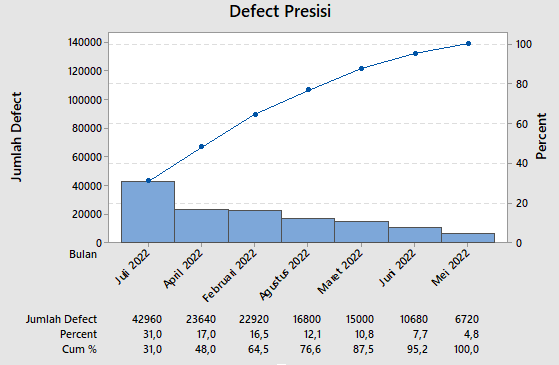 Defect Presisi
Jumlah Defect
Percent
140000
120000
100000
80000
60000
40000
20000
0
100
80
60
40
20
0
Bulan
Juli 2022
April 2022
Februari 2022
Agustus 2022
Maret 2022
Juni 2022
Mei 2022
Jumlah Defect 42960 23640 22920 16800 15000 10680 6720
Percent 31,0 17,0 16,5 12,1 10,8 7,7 4,8
Cum % 31,0 48,0 64,5 76,6 87,5 95,2 100,0